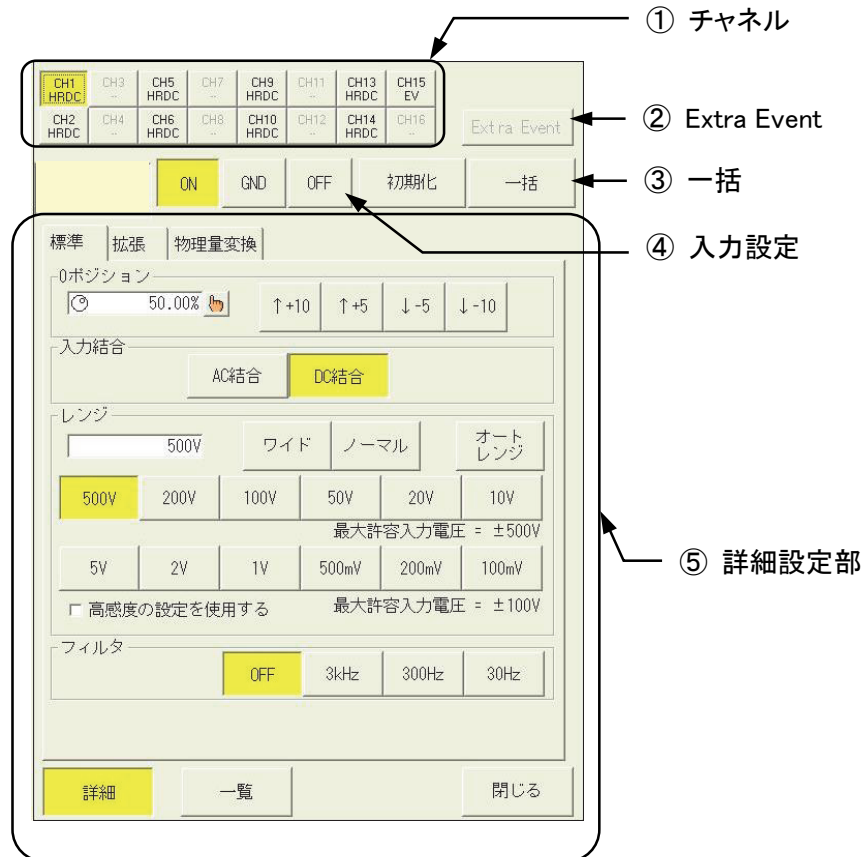 ① チャネル
CH1 CH3 CH5 CH7 CH9 CH11 CH13 CH15
HRDC -- HRDC -- HRDC -- HRDC EV
CH2 CH4 CH6 CH8 CH10 CH12 CH14 CH16
HRDC -- HRDC -- HRDC -- HRDC --
Extra Event
② Extra Event
ON GND OFF 初期化 一括
③ 一括
④ 入力設定
標準 拡張 物理量変換
0ポジション
50.00% ↑+10 ↑+5 ↓-5 ↓-10
入力結合
AC結合 DC結合
レンジ
500V ワイド ノーマル オート
レンジ
500V 200V 100V 50V 20V 10V
最大許容入力電圧 = ±500V
5V 2V 1V 500mV 200mV 100mV
高感度の設定を使用する 最大許容入力電圧 = ±100V
⑤ 詳細設定部
フィルタ
OFF 3kHz 300Hz 30Hz
詳細 一覧 閉じる